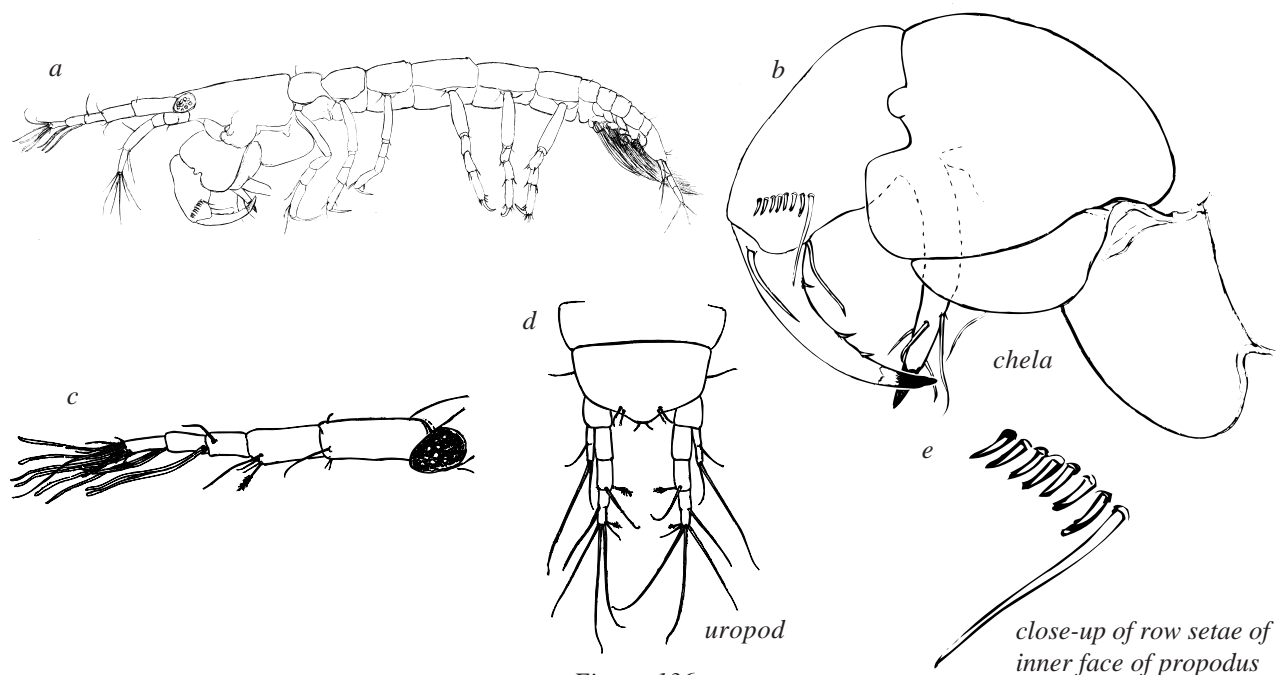 a
b
d
chela
c
e
uropod
close-up of row setae of
inner face of propodus